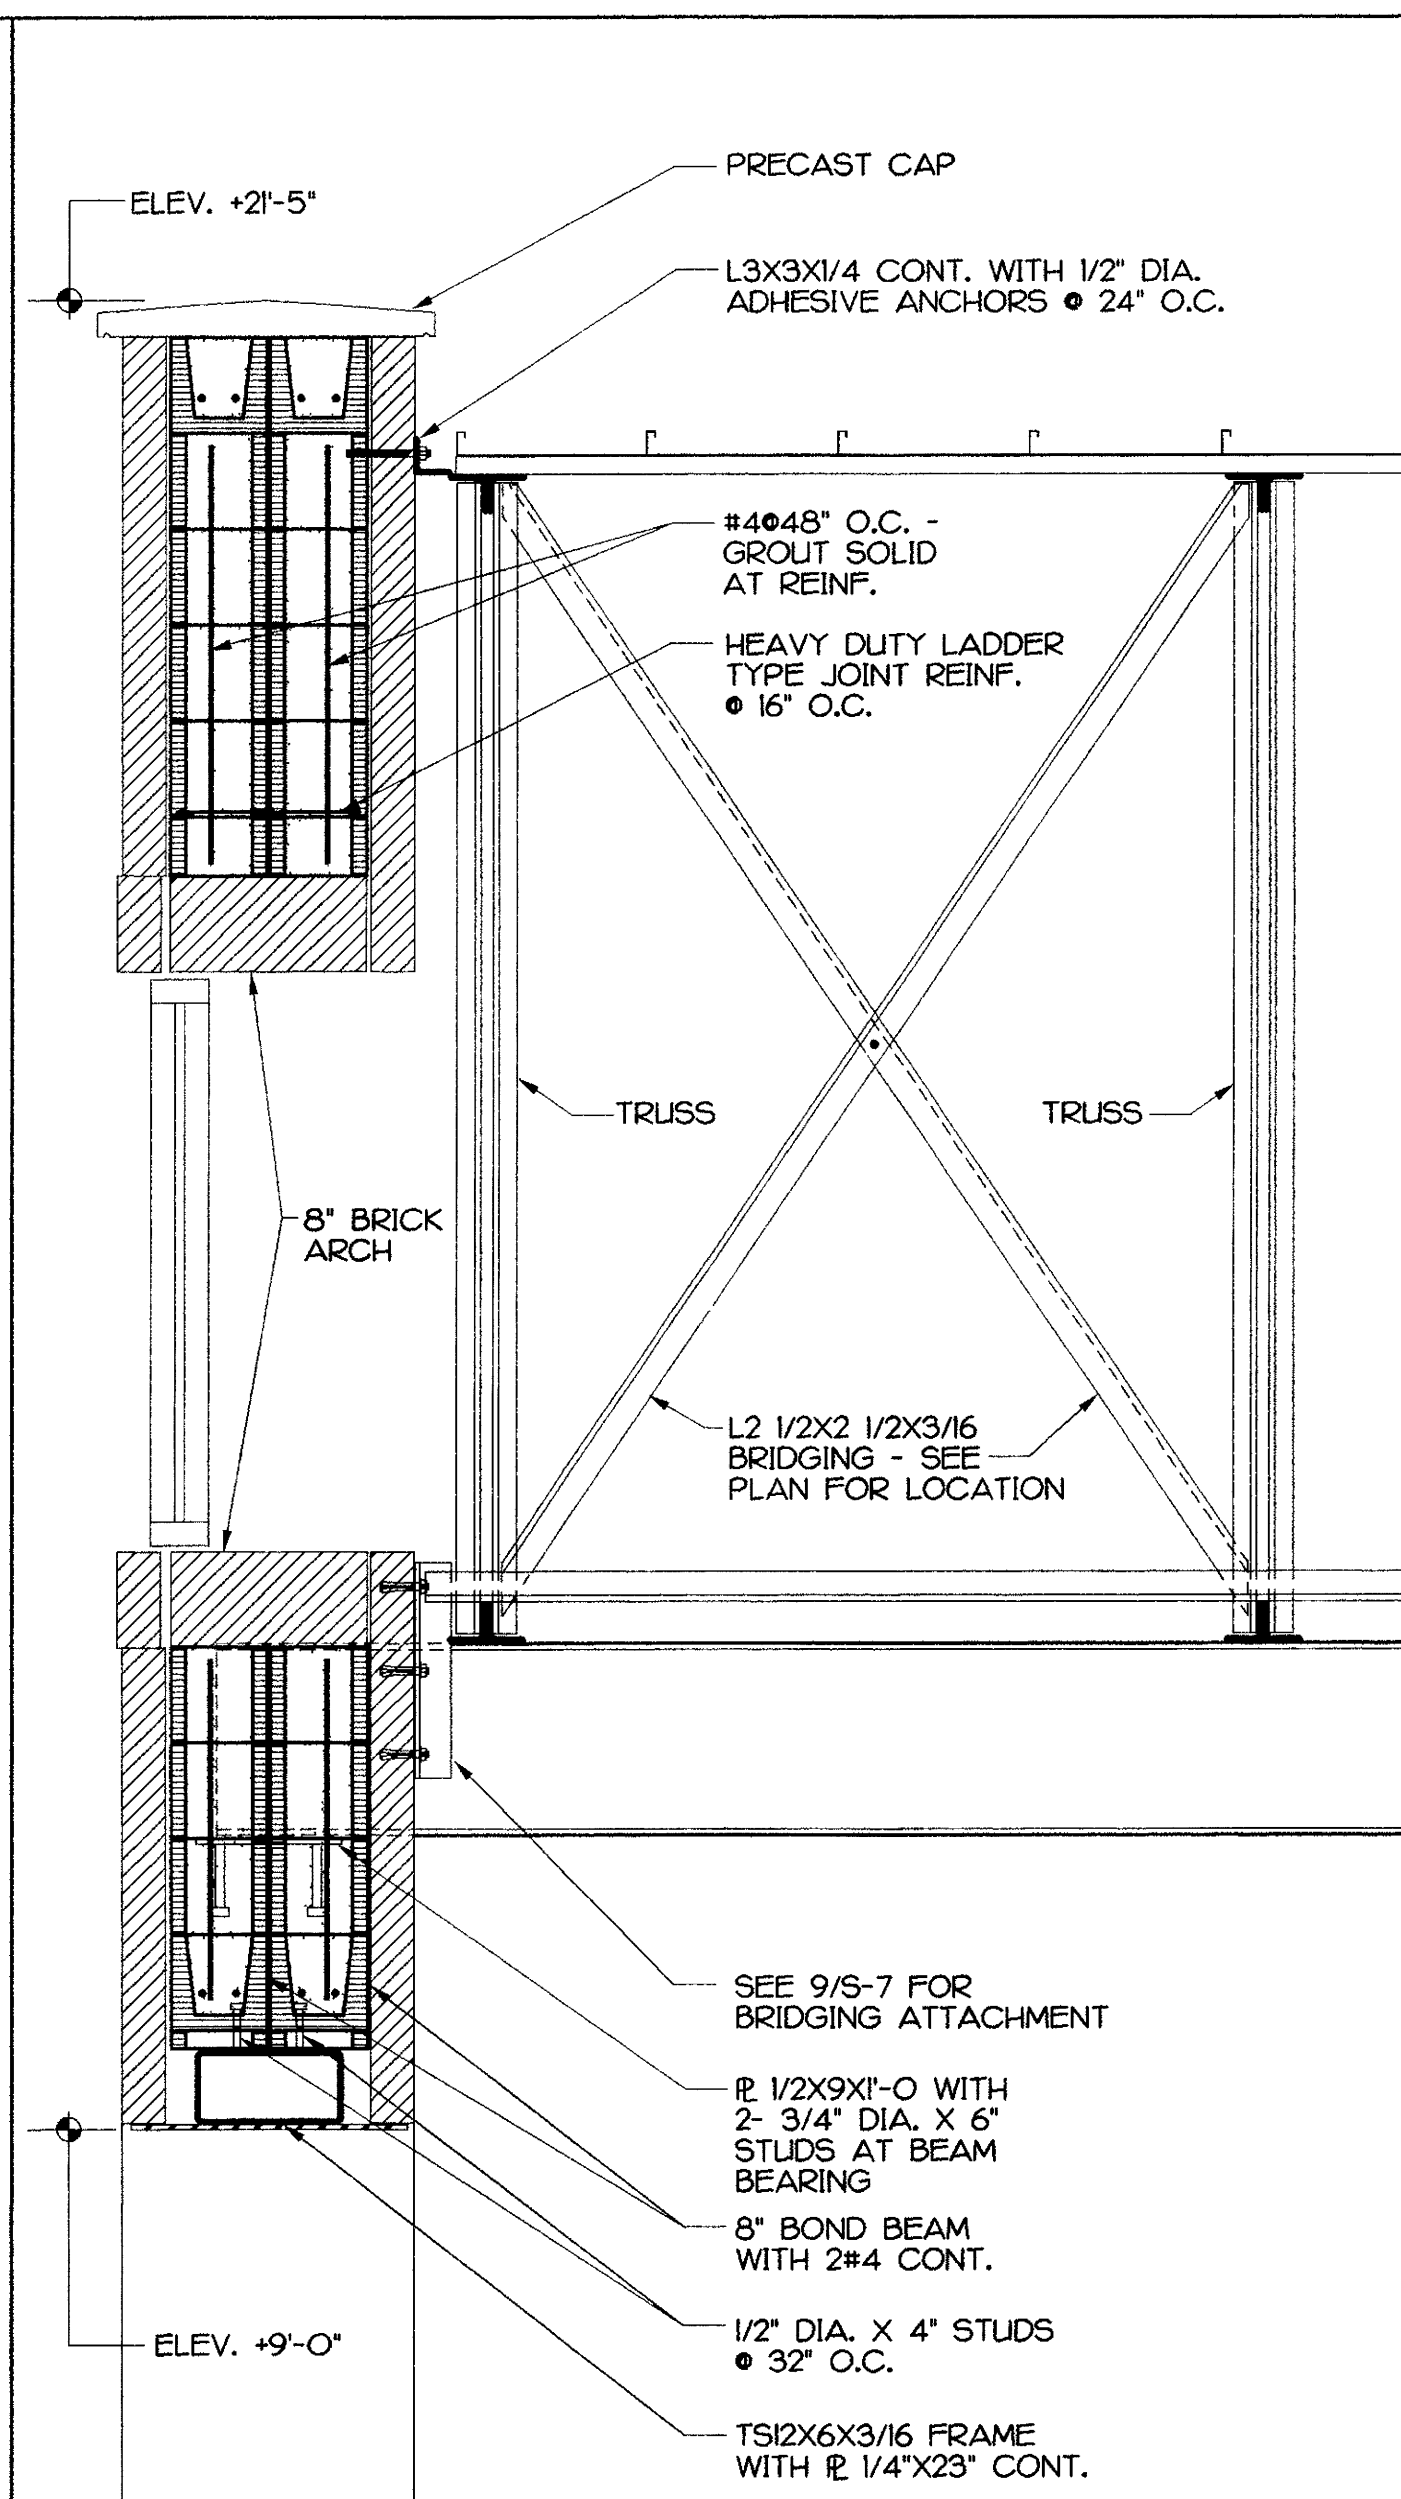 PRECAST CAP
ELEV. +21'-5"
L3X3X1/4 CONT. WITH 1/2" DIA.
ADHESIVE ANCHORS @ 24" O.C.
#4@48" O.C. -
GROUT SOLID
AT REINF.
HEAVY DUTY LADDER
TYPE JOINT REINF.
@ 16" O.C.
TRUSS
TRUSS
8" BRICK
ARCH
L2 1/2X2 1/2X3/16
BRIDGING - SEE
PLAN FOR LOCATION
SEE 9/S-7 FOR
BRIDGING ATTACHMENT
℄ 1/2X9X1'-0 WITH
2- 3/4" DIA. X 6"
STUDS AT BEAM
BEARING
8" BOND BEAM
WITH 2#4 CONT.
1/2" DIA. X 4" STUDS
@ 32" O.C.
ELEV. +9'-0"
TS12X6X3/16 FRAME
WITH ℄ 1/4"X23" CONT.